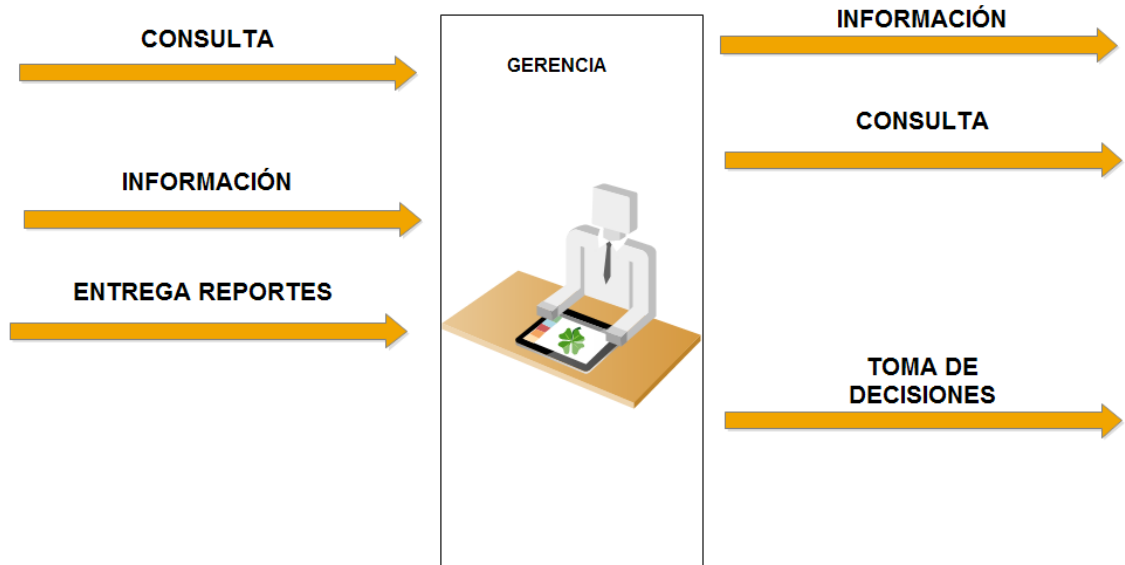 CONSULTA
INFORMACIÓN
ENTREGA REPORTES
GERENCIA
INFORMACIÓN
CONSULTA
TOMA DE
DECISIONES